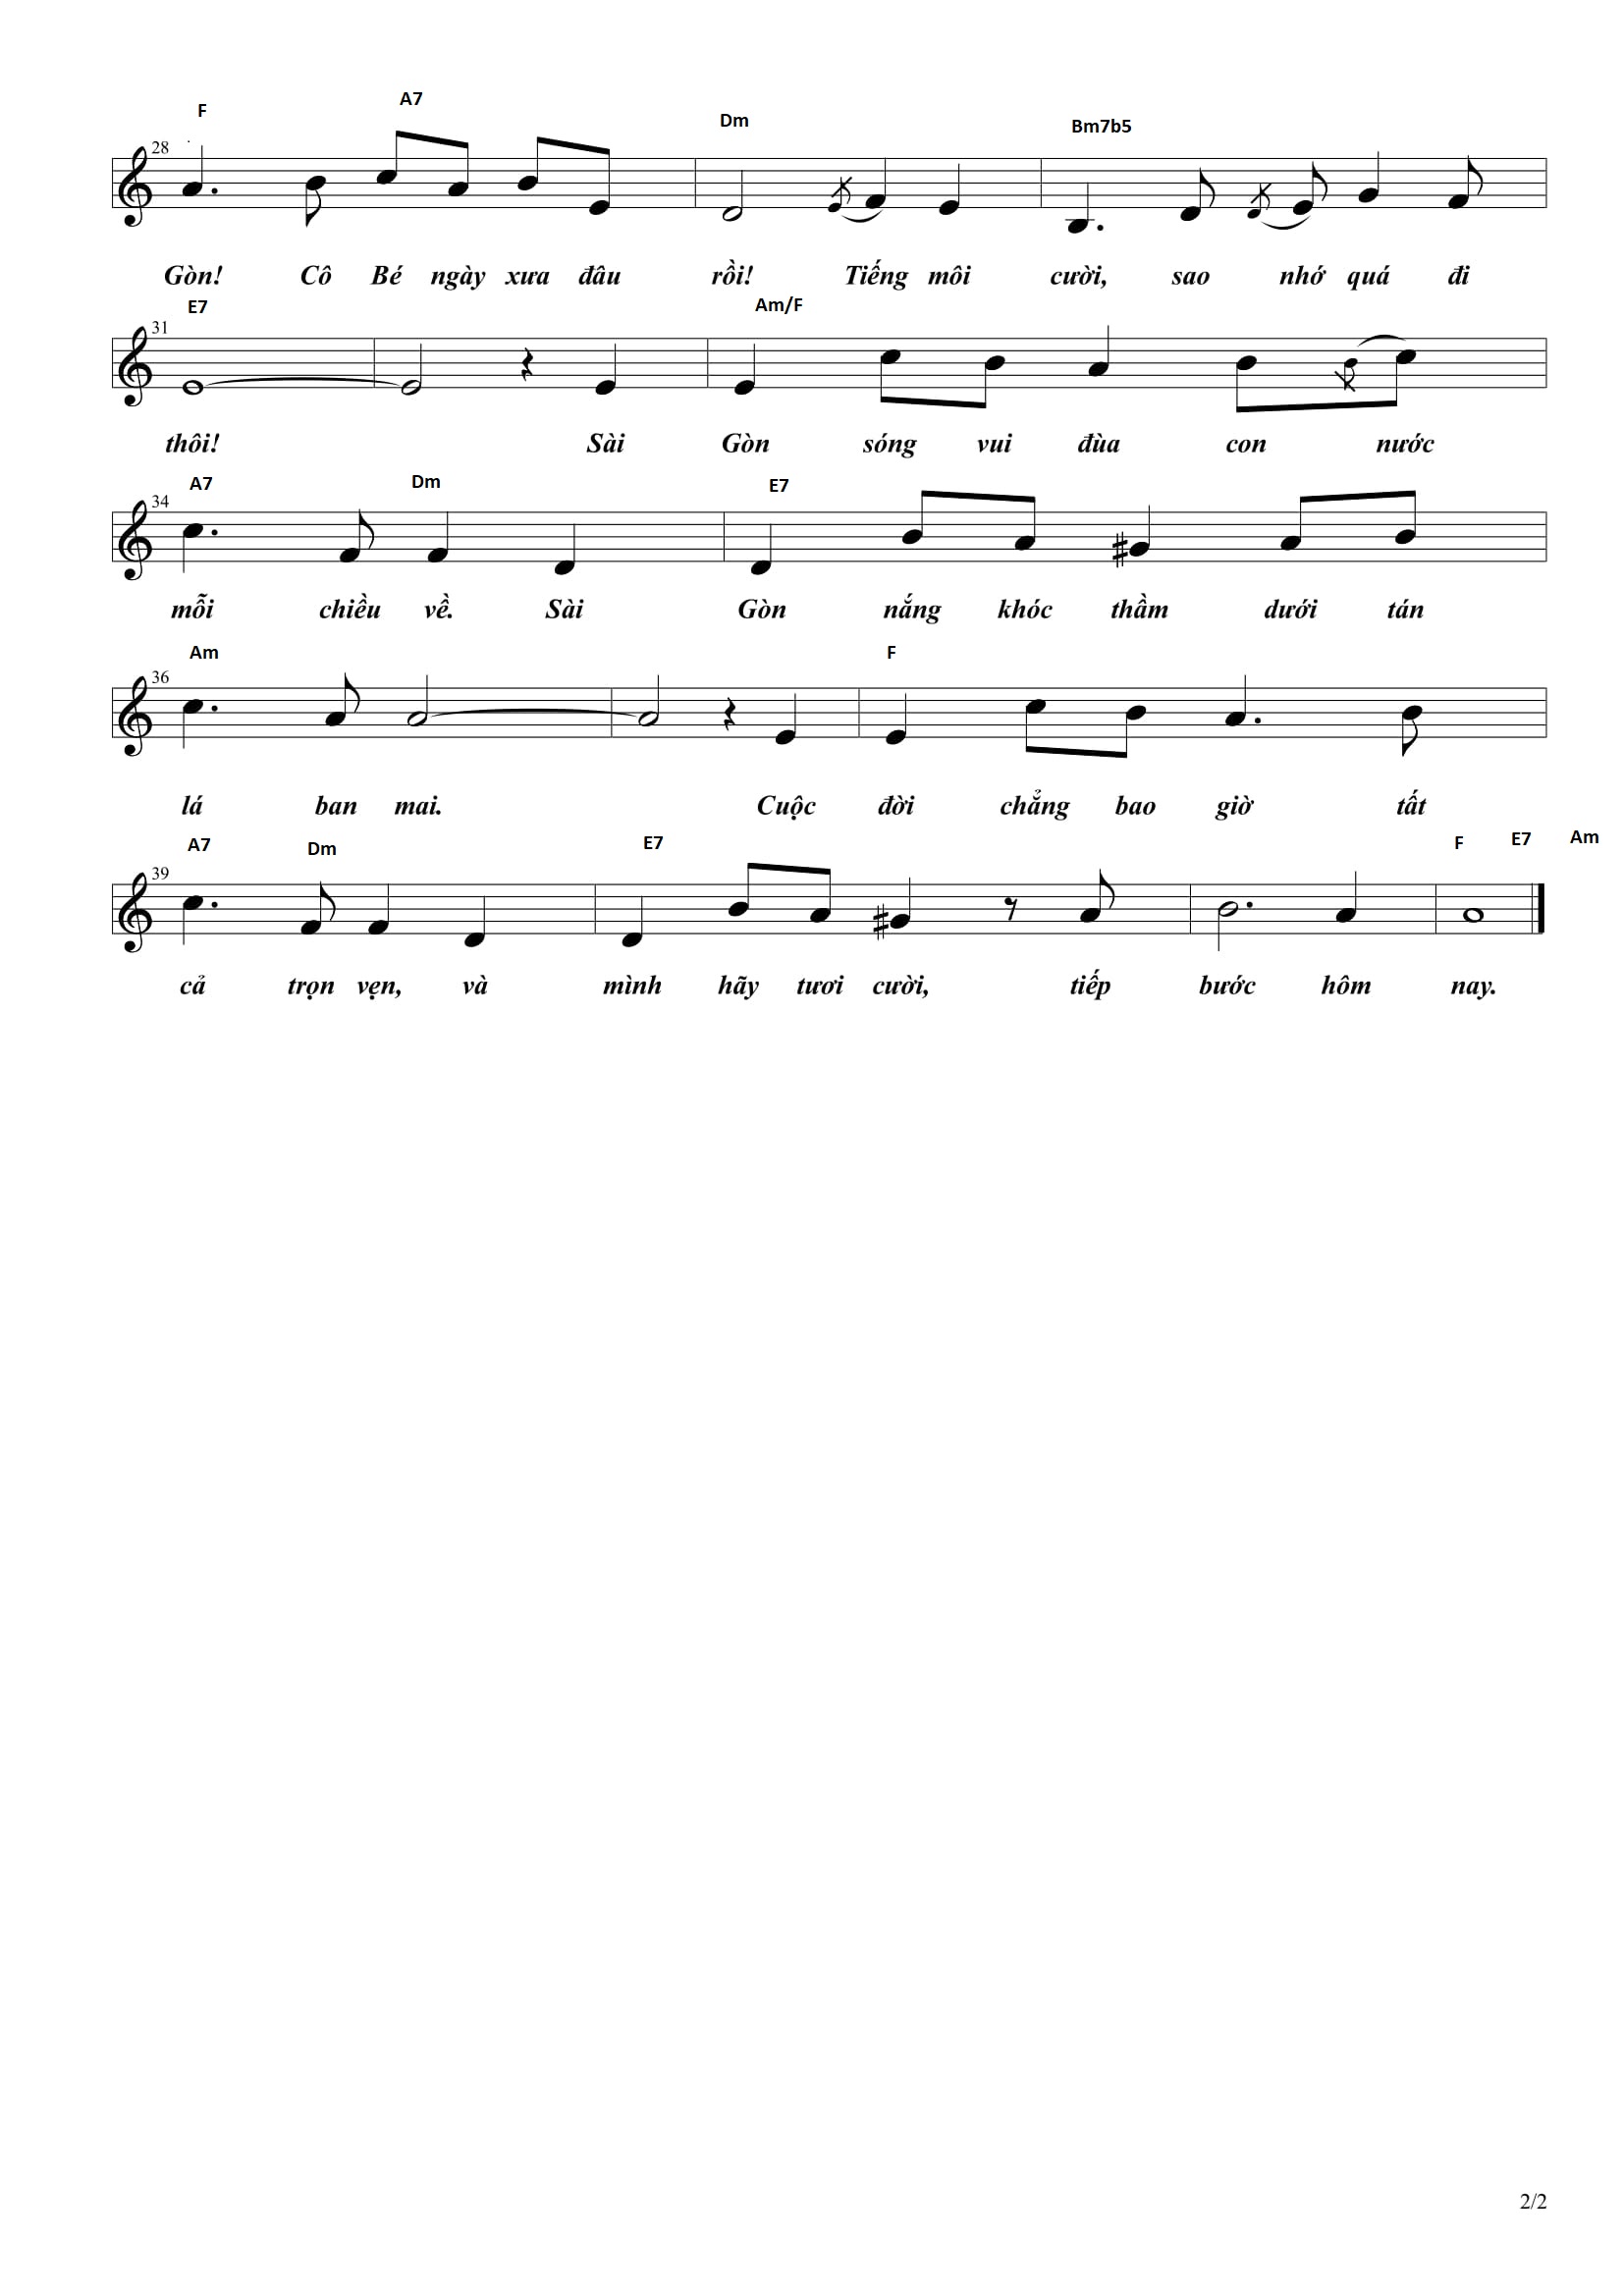 F A7 Dm Bm7b5
28
Gòn! Cô Bé ngày xưa đâu rồi! Tiếng môi cười, sao nhớ quá đi
E7 Am/F
31
thôi! Sài Gòn sóng vui đùa con nước
A7 Dm E7
34
mỗi chiều về. Sài Gòn nắng khóc thầm dưới tán
Am F
36
lá ban mai. Cuộc đời chẳng bao giờ tất
A7 Dm E7 F E7 Am
39
cả trọn vẹn, và mình hãy tươi cười, tiếp bước hôm nay.
2/2